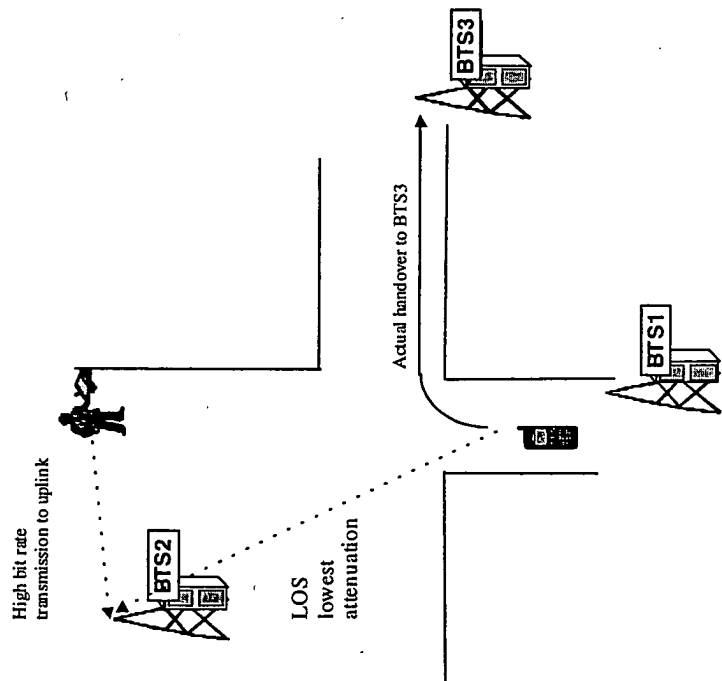 High bit rate
transmission to uplink
BTS2
LOS
lowest
attenuation
Actual handover to BTS3
BTS3
BTS1